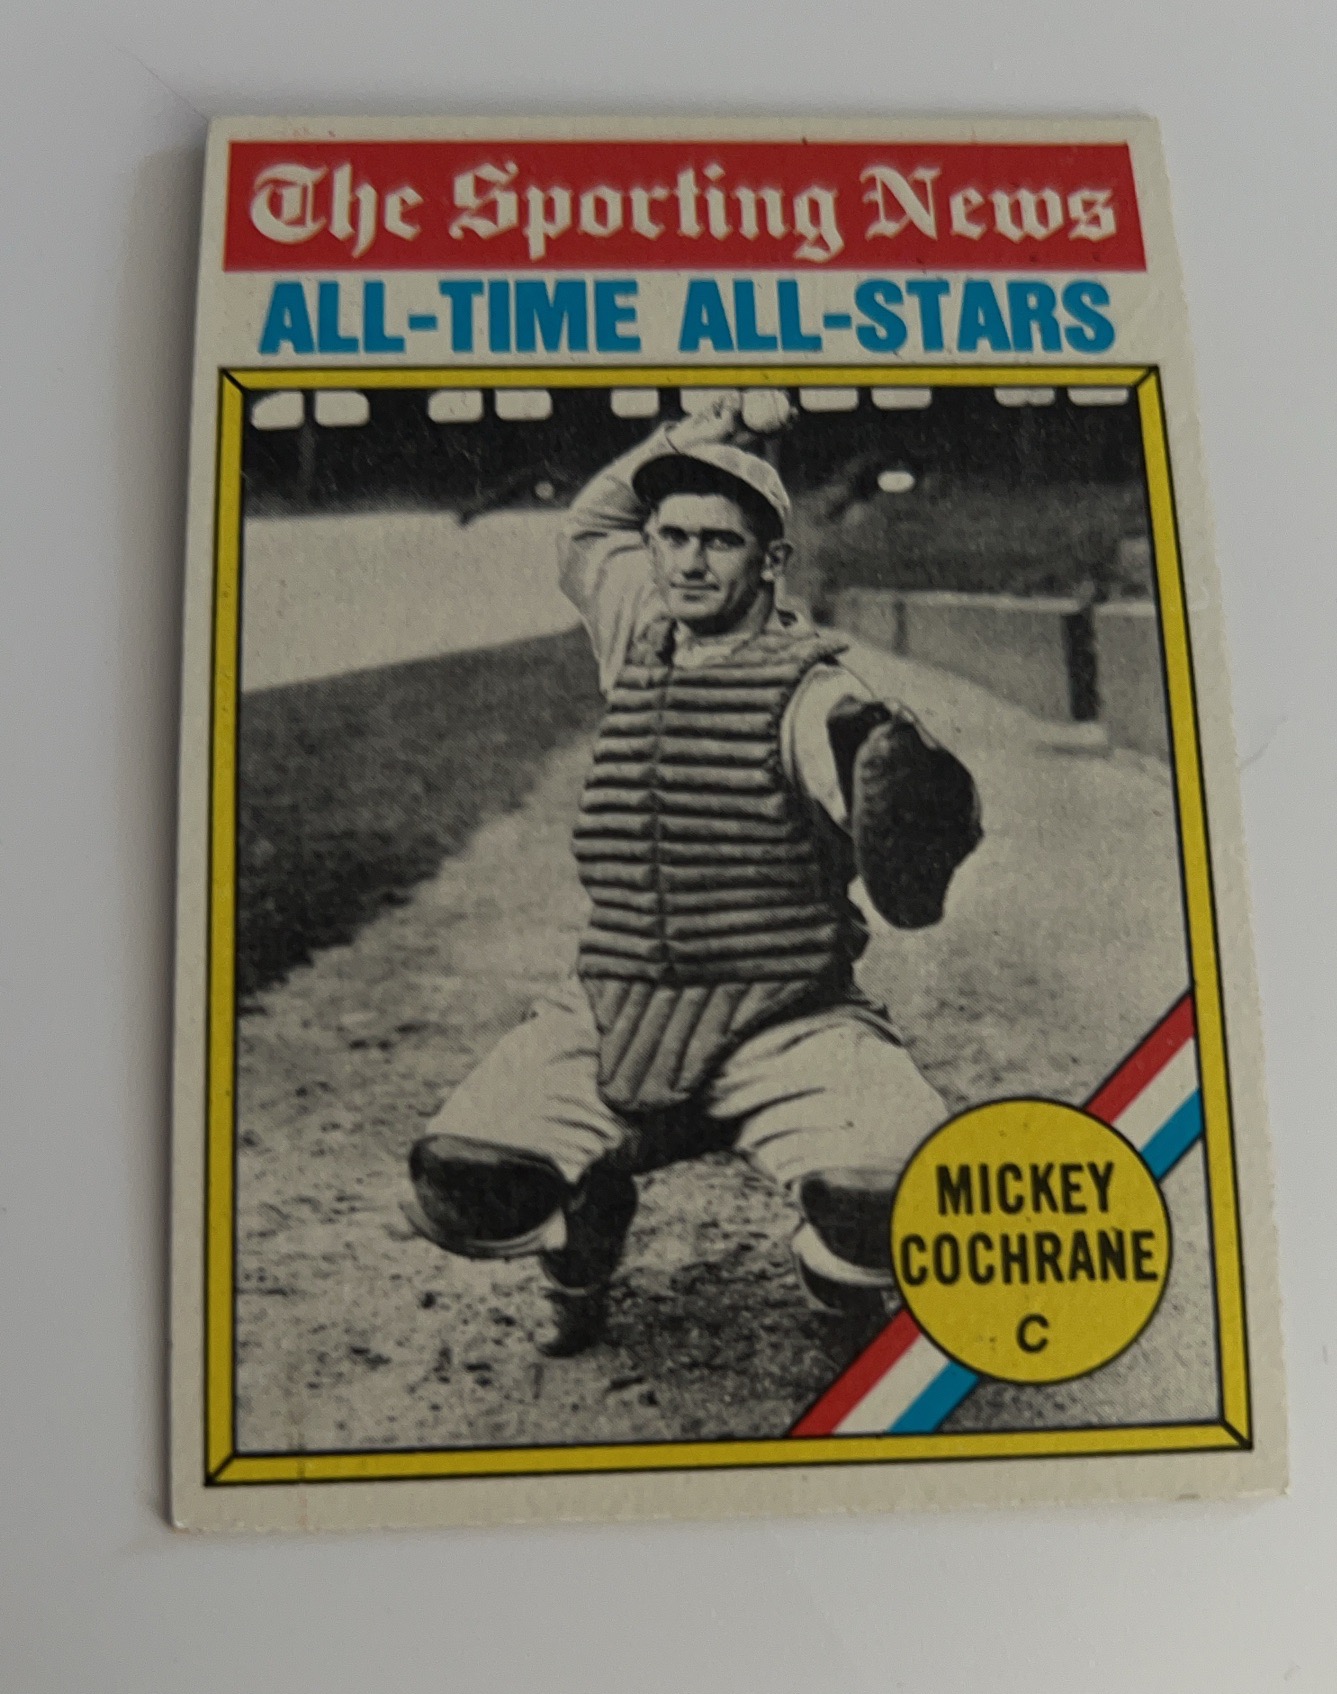 The Sporting News
ALL-TIME ALL-STARS
MICKEY
COCHRANE
C